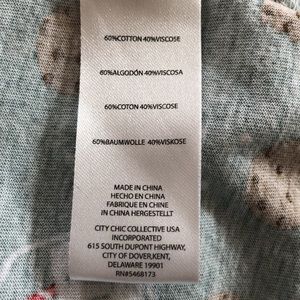 60%COTTON 40%VISCOSE
60%ALGODÓN 40%VISCOSA
60%COTON 40%VISCOSE
60%BAUMWOLLE 40%VISKOSE
MADE IN CHINA
HECHO EN CHINA
FABRIQUE EN CHINE
IN CHINA HERGESTELLT
CITY CHIC COLLECTIVE USA
INCORPORATED
615 SOUTH DUPONT HIGHWAY,
CITY OF DOVER.KENT,
DELAWARE 19901
RN#5468173